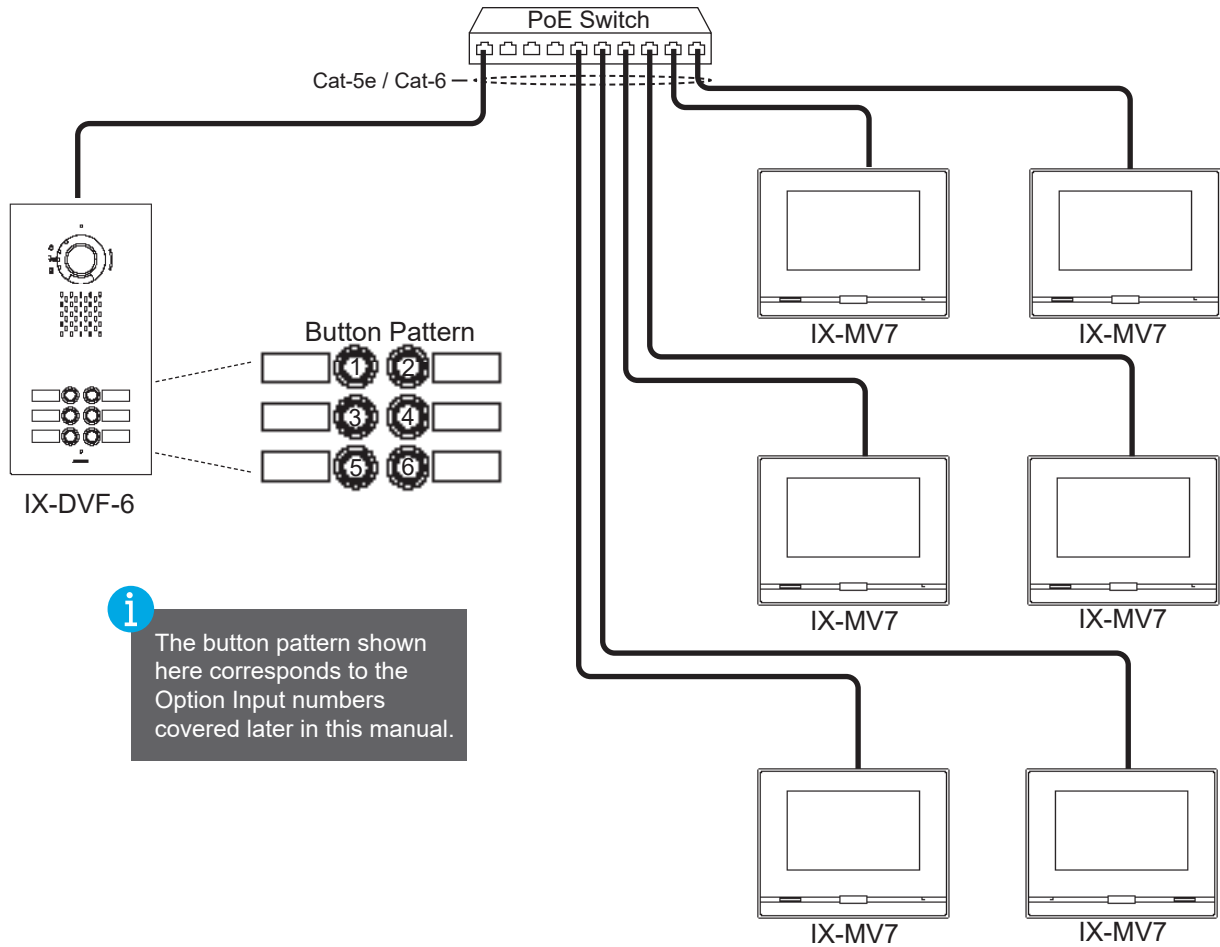 PoE Switch
Cat-5e / Cat-6
IX-MV7
IX-MV7
Button Pattern
1 2
3 4
5 6
IX-DVF-6
IX-MV7
IX-MV7
i
The button pattern shown
here corresponds to the
Option Input numbers
covered later in this manual.
IX-MV7
IX-MV7